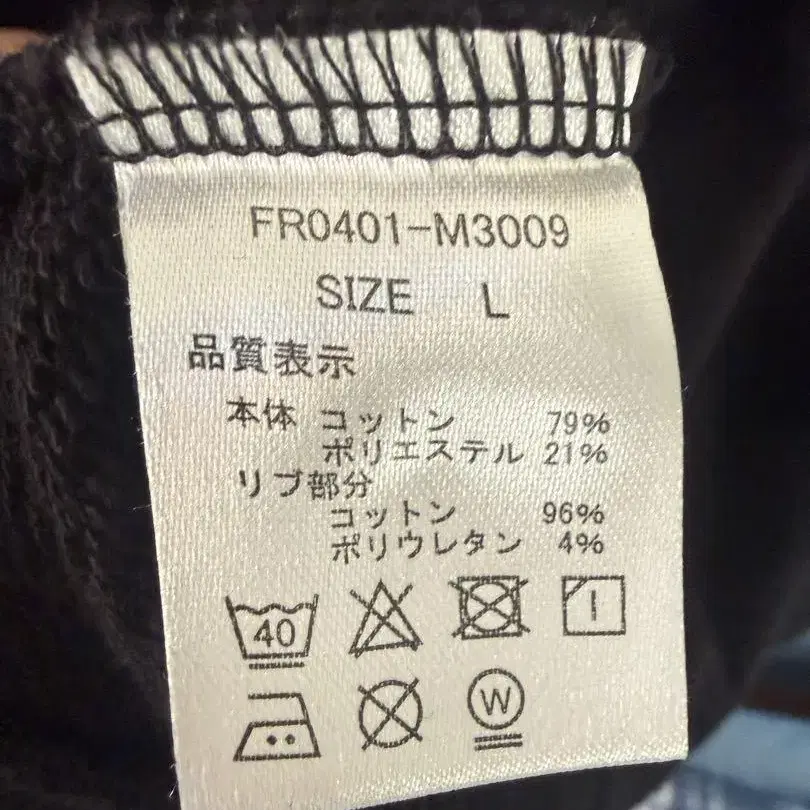 FR0401-M3009
SIZE L
品質表示
本体 コットン 79%
ポリエステル 21%
リブ部分
コットン 96%
ポリウレタン 4%
40
W